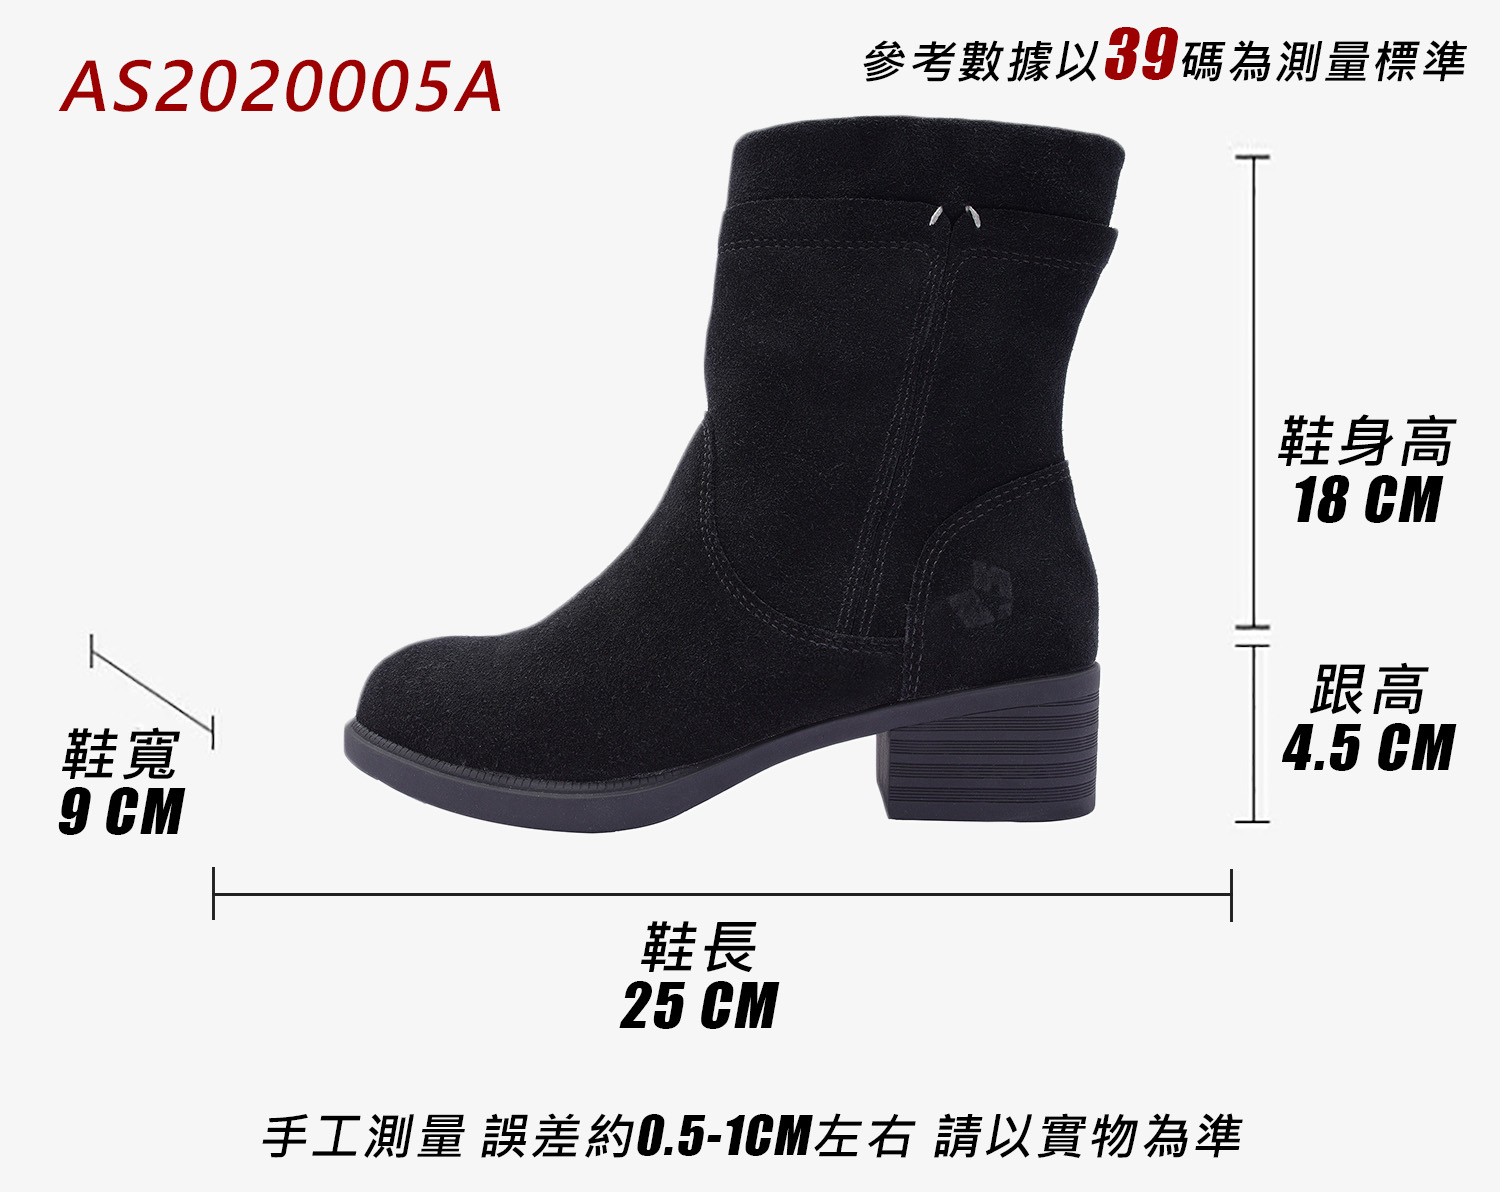 AS2020005A
參考數據以39碼為測量標準
鞋身高
18 CM
跟高
4.5 CM
鞋寬
9 CM
鞋長
25 CM
手工測量 誤差約0.5-1CM左右 請以實物為準